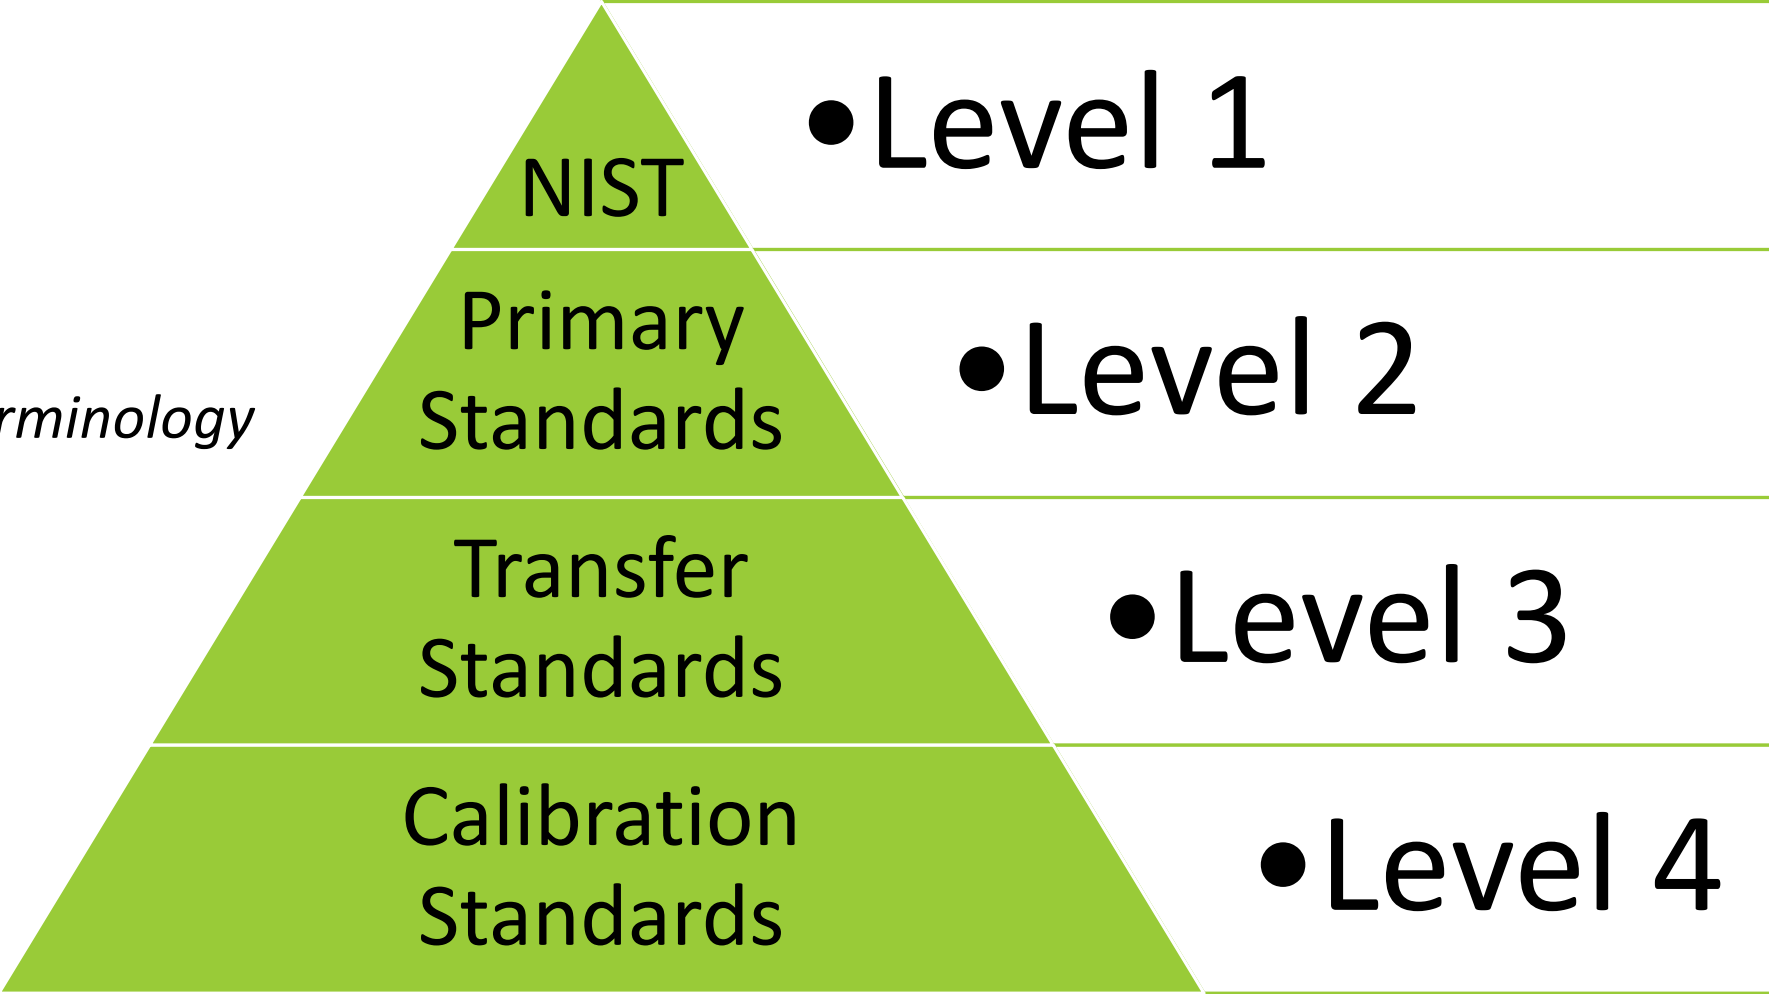 NIST
•Level 1
Primary
Standards
•Level 2
rminology
Transfer
Standards
•Level 3
Calibration
Standards
•Level 4